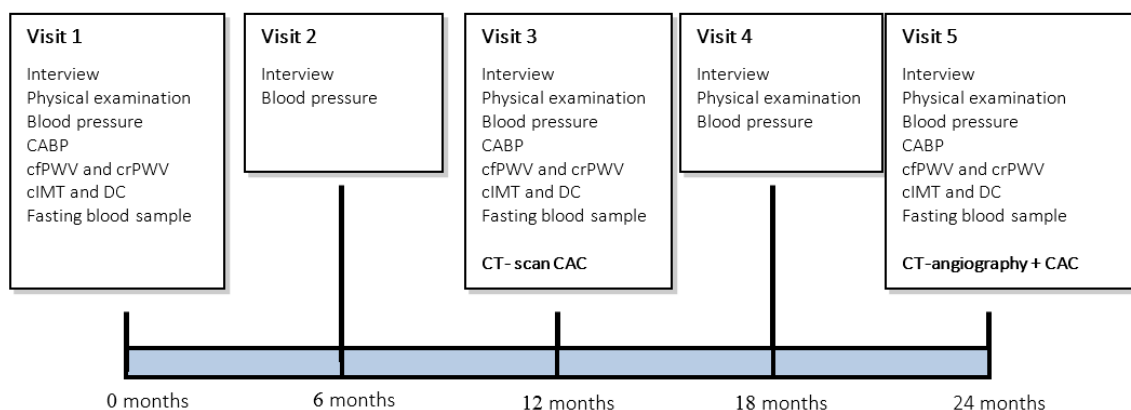 Visit 1
Interview
Physical examination
Blood pressure
CABP
cfPWV and crPWV
cIMT and DC
Fasting blood sample
Visit 2
Interview
Blood pressure
Visit 3
Interview
Physical examination
Blood pressure
CABP
cfPWV and crPWV
cIMT and DC
Fasting blood sample
CT- scan CAC
Visit 4
Interview
Physical examination
Blood pressure
Visit 5
Interview
Physical examination
Blood pressure
CABP
cfPWV and crPWV
cIMT and DC
Fasting blood sample
CT-angiography + CAC
0 months
6 months
12 months
18 months
24 months